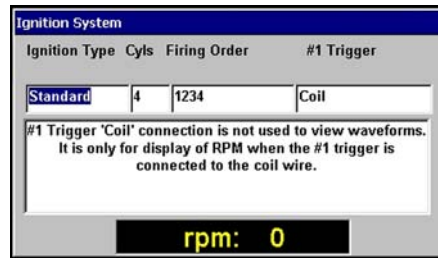 Ignition System
Ignition Type Cyls Firing Order #1 Trigger
Standard 4 1234 Coil
#1 Trigger 'Coil' connection is not used to view waveforms.
It is only for display of RPM when the #1 trigger is
connected to the coil wire.
rpm: 0